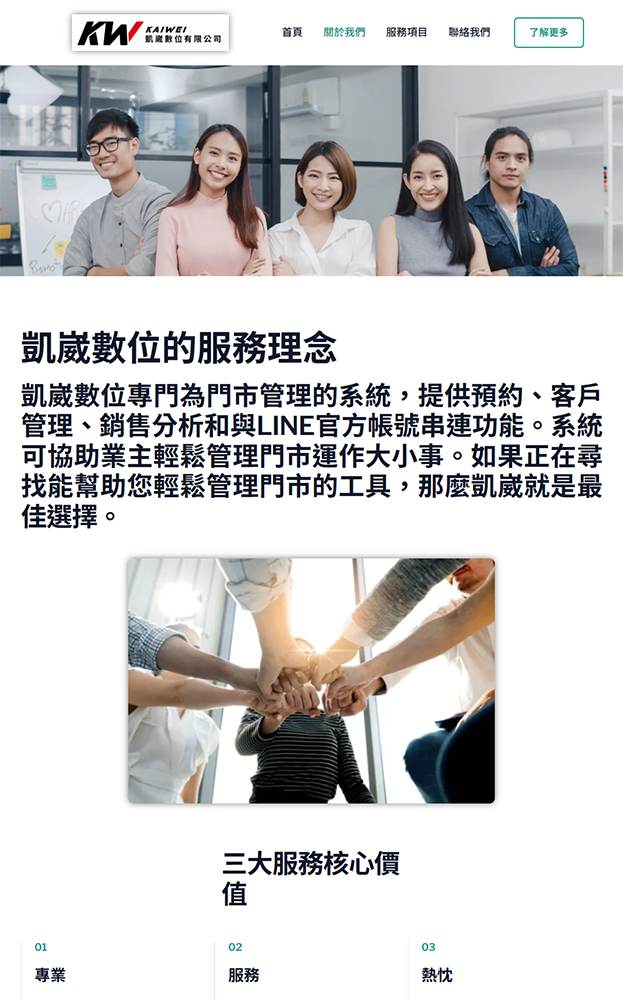 KW KAIWEI
凱崴數位有限公司
首頁 關於我們 服務項目 聯絡我們 了解更多
凱崴數位的服務理念
凱崴數位專門為門市管理的系統，提供預約、客戶
管理、銷售分析和與LINE官方帳號串連功能。系統
可協助業主輕鬆管理門市運作大小事。如果正在尋
找能幫助您輕鬆管理門市的工具，那麼凱崴就是最
佳選擇。
三大服務核心價
值
01 02 03
專業 服務 熱忱